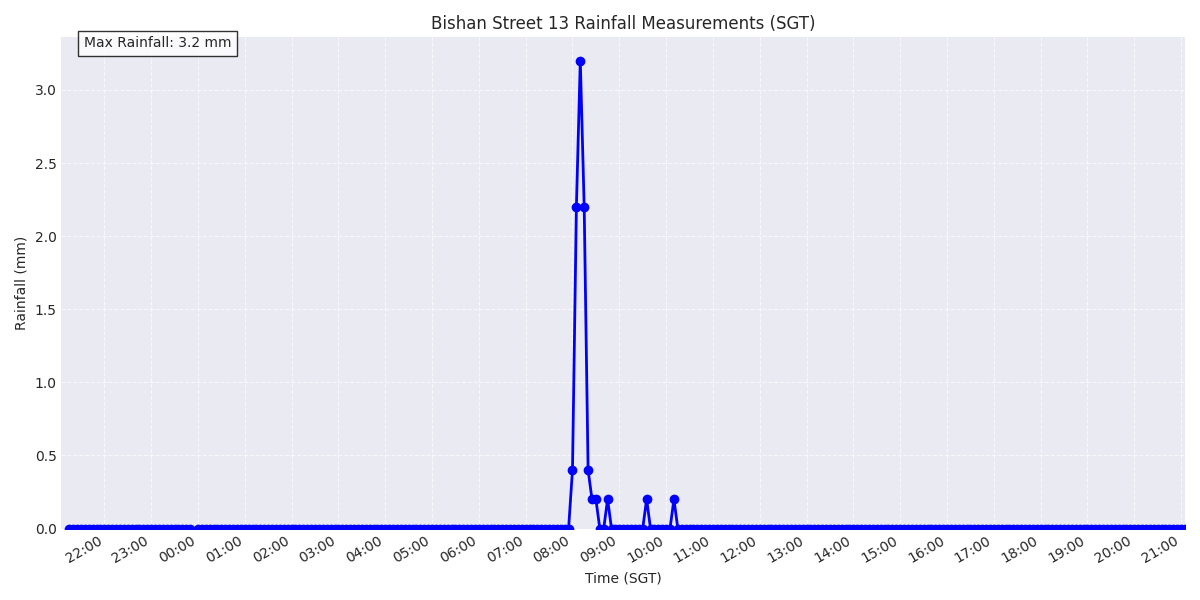 Bishan Street 13 Rainfall Measurements (SGT)
Max Rainfall: 3.2 mm
Rainfall (mm)
3.0
2.5
2.0
1.5
1.0
0.5
0.0
22:00 23:00 00:00 01:00 02:00 03:00 04:00 05:00 06:00 07:00 08:00 09:00 10:00 11:00 12:00 13:00 14:00 15:00 16:00 17:00 18:00 19:00 20:00 21:00
Time (SGT)